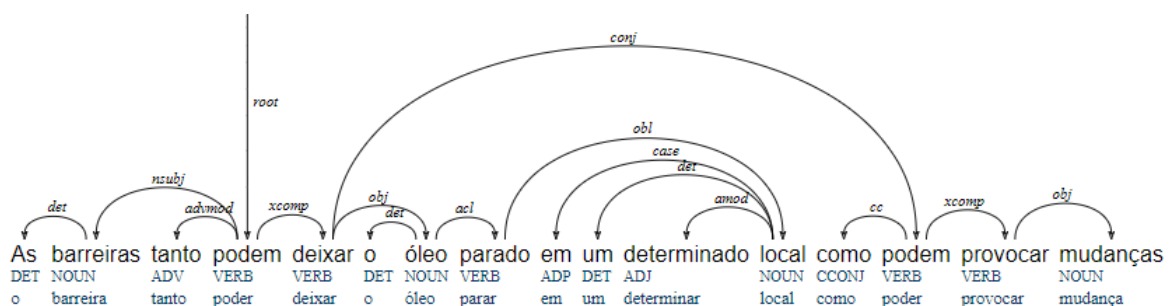 conj
root
obl
case
det
nsubj
obj
det advmod xcomp det acl amod cc xcomp obj
As barreiras tanto podem deixar o óleo parado em um determinado local como podem provocar mudanças
DET NOUN ADV VERB VERB DET NOUN VERB ADP DET ADJ NOUN CCONJ VERB VERB NOUN
o barreira tanto poder deixar o óleo parar em um determinar local como poder provocar mudança